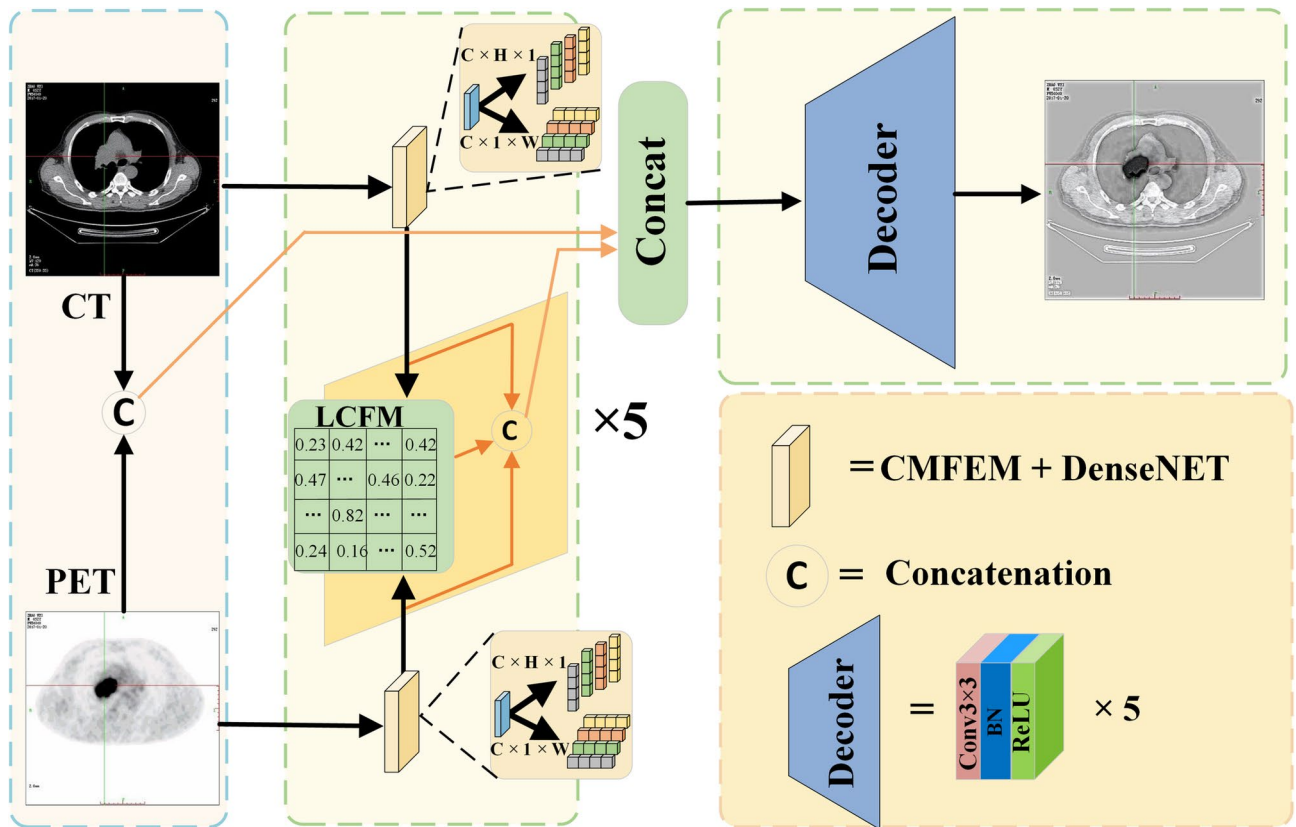 C × H × 1
C × 1 × W
CT
C
PET
Concat
Decoder
LCFM
0.23 0.42 ··· 0.42
0.47 ··· 0.46 0.22
··· 0.82 ··· ···
0.24 0.16 ··· 0.52
C
×5
C × H × 1
C × 1 × W
=CMFEM + DenseNET
C = Concatenation
Decoder = Conv3×3 BN ReLU × 5